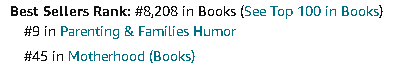 Best Sellers Rank: #8,208 in Books (See Top 100 in Books)
#9 in Parenting & Families Humor
#45 in Motherhood (Books)